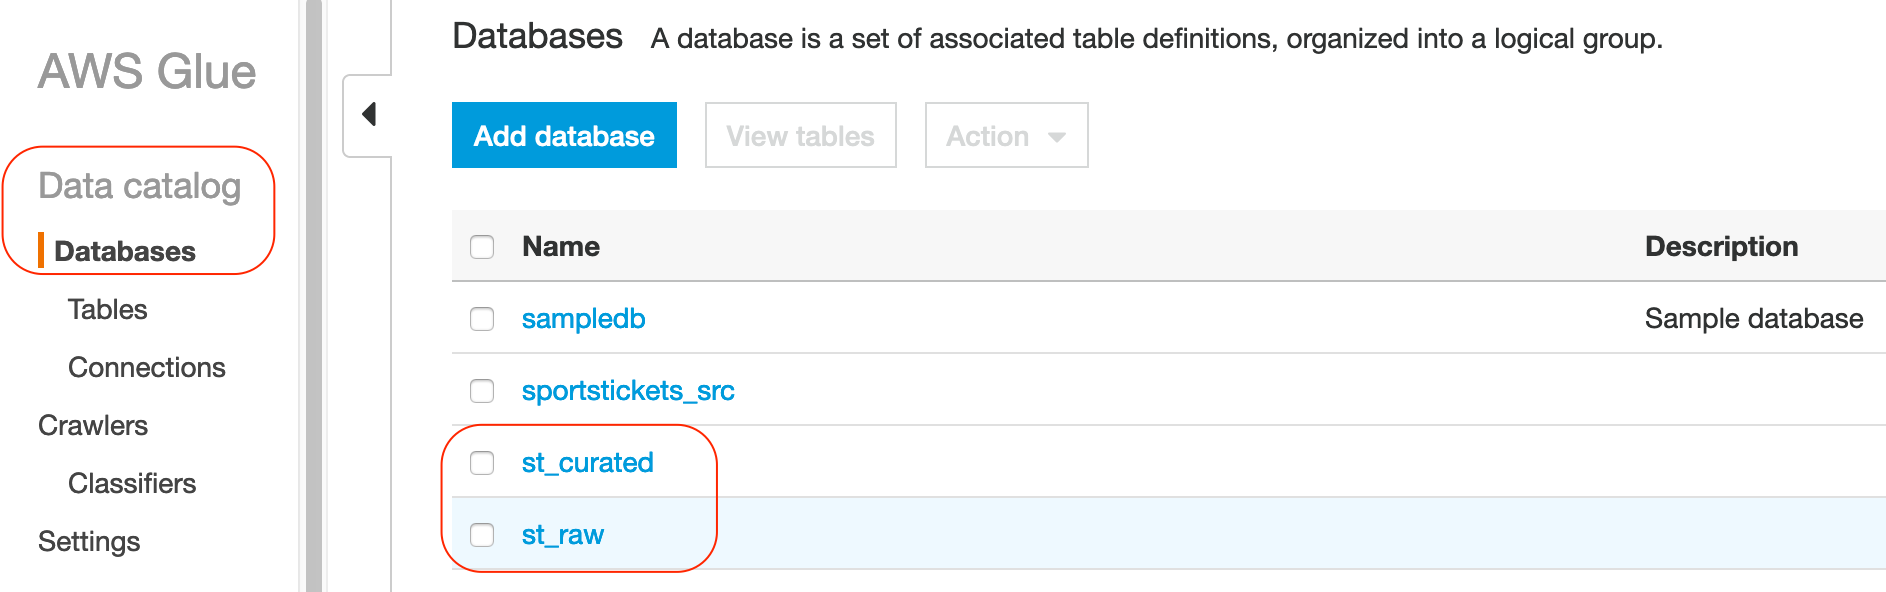 AWS Glue
Data catalog
Databases
Tables
Connections
Crawlers
Classifiers
Settings
Databases A database is a set of associated table definitions, organized into a logical group.
Add database View tables Action
Name Description
sampledb Sample database
sportstickets_src
st_curated
st_raw